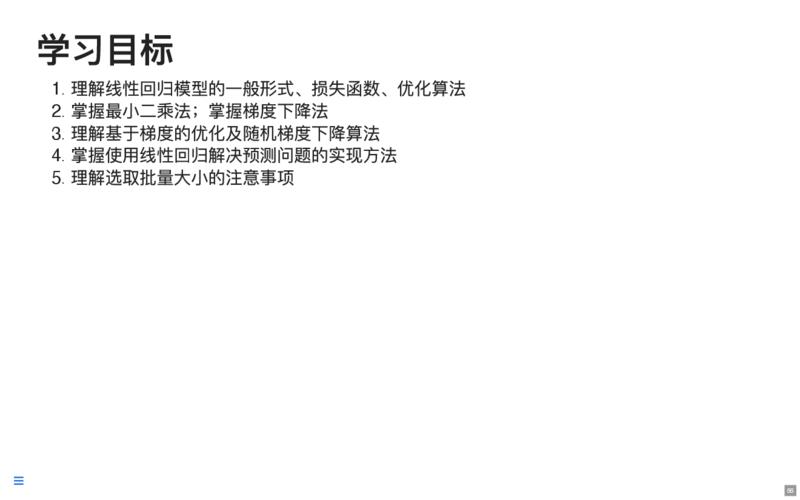 学习目标
1. 理解线性回归模型的一般形式、损失函数、优化算法
2. 掌握最小二乘法；掌握梯度下降法
3. 理解基于梯度的优化及随机梯度下降算法
4. 掌握使用线性回归解决预测问题的实现方法
5. 理解选取批量大小的注意事项